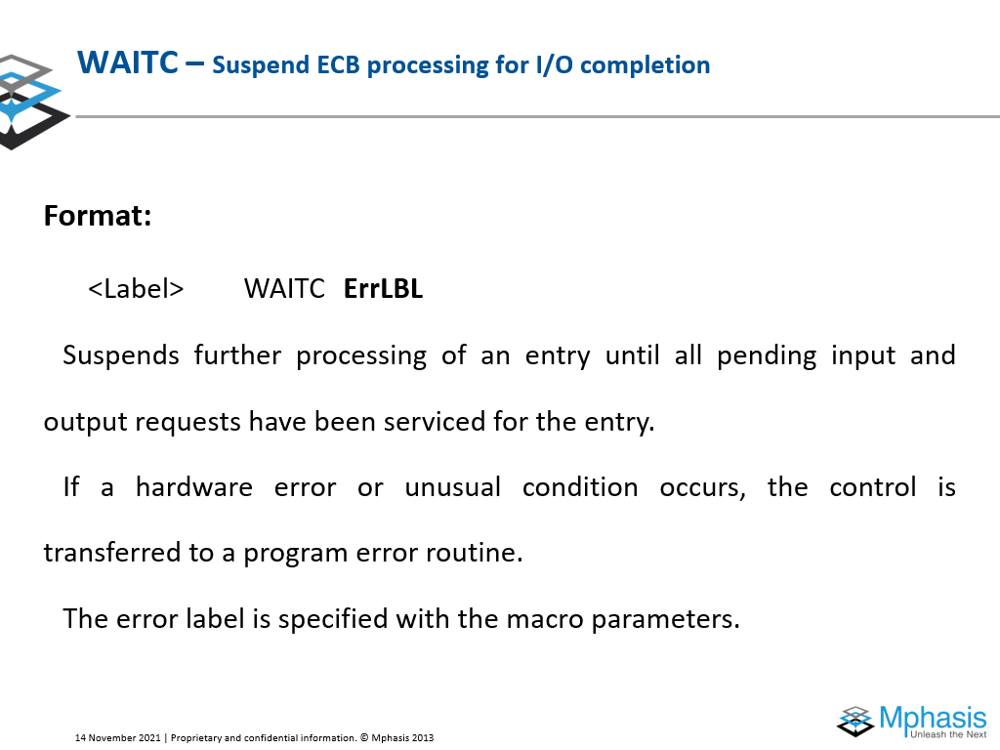 WAITC – Suspend ECB processing for I/O completion
Format:
<Label> WAITC ErrLBL
Suspends further processing of an entry until all pending input and
output requests have been serviced for the entry.
If a hardware error or unusual condition occurs, the control is
transferred to a program error routine.
The error label is specified with the macro parameters.
14 November 2021 | Proprietary and confidential information. © Mphasis 2013
Mphasis
Unleash the Next